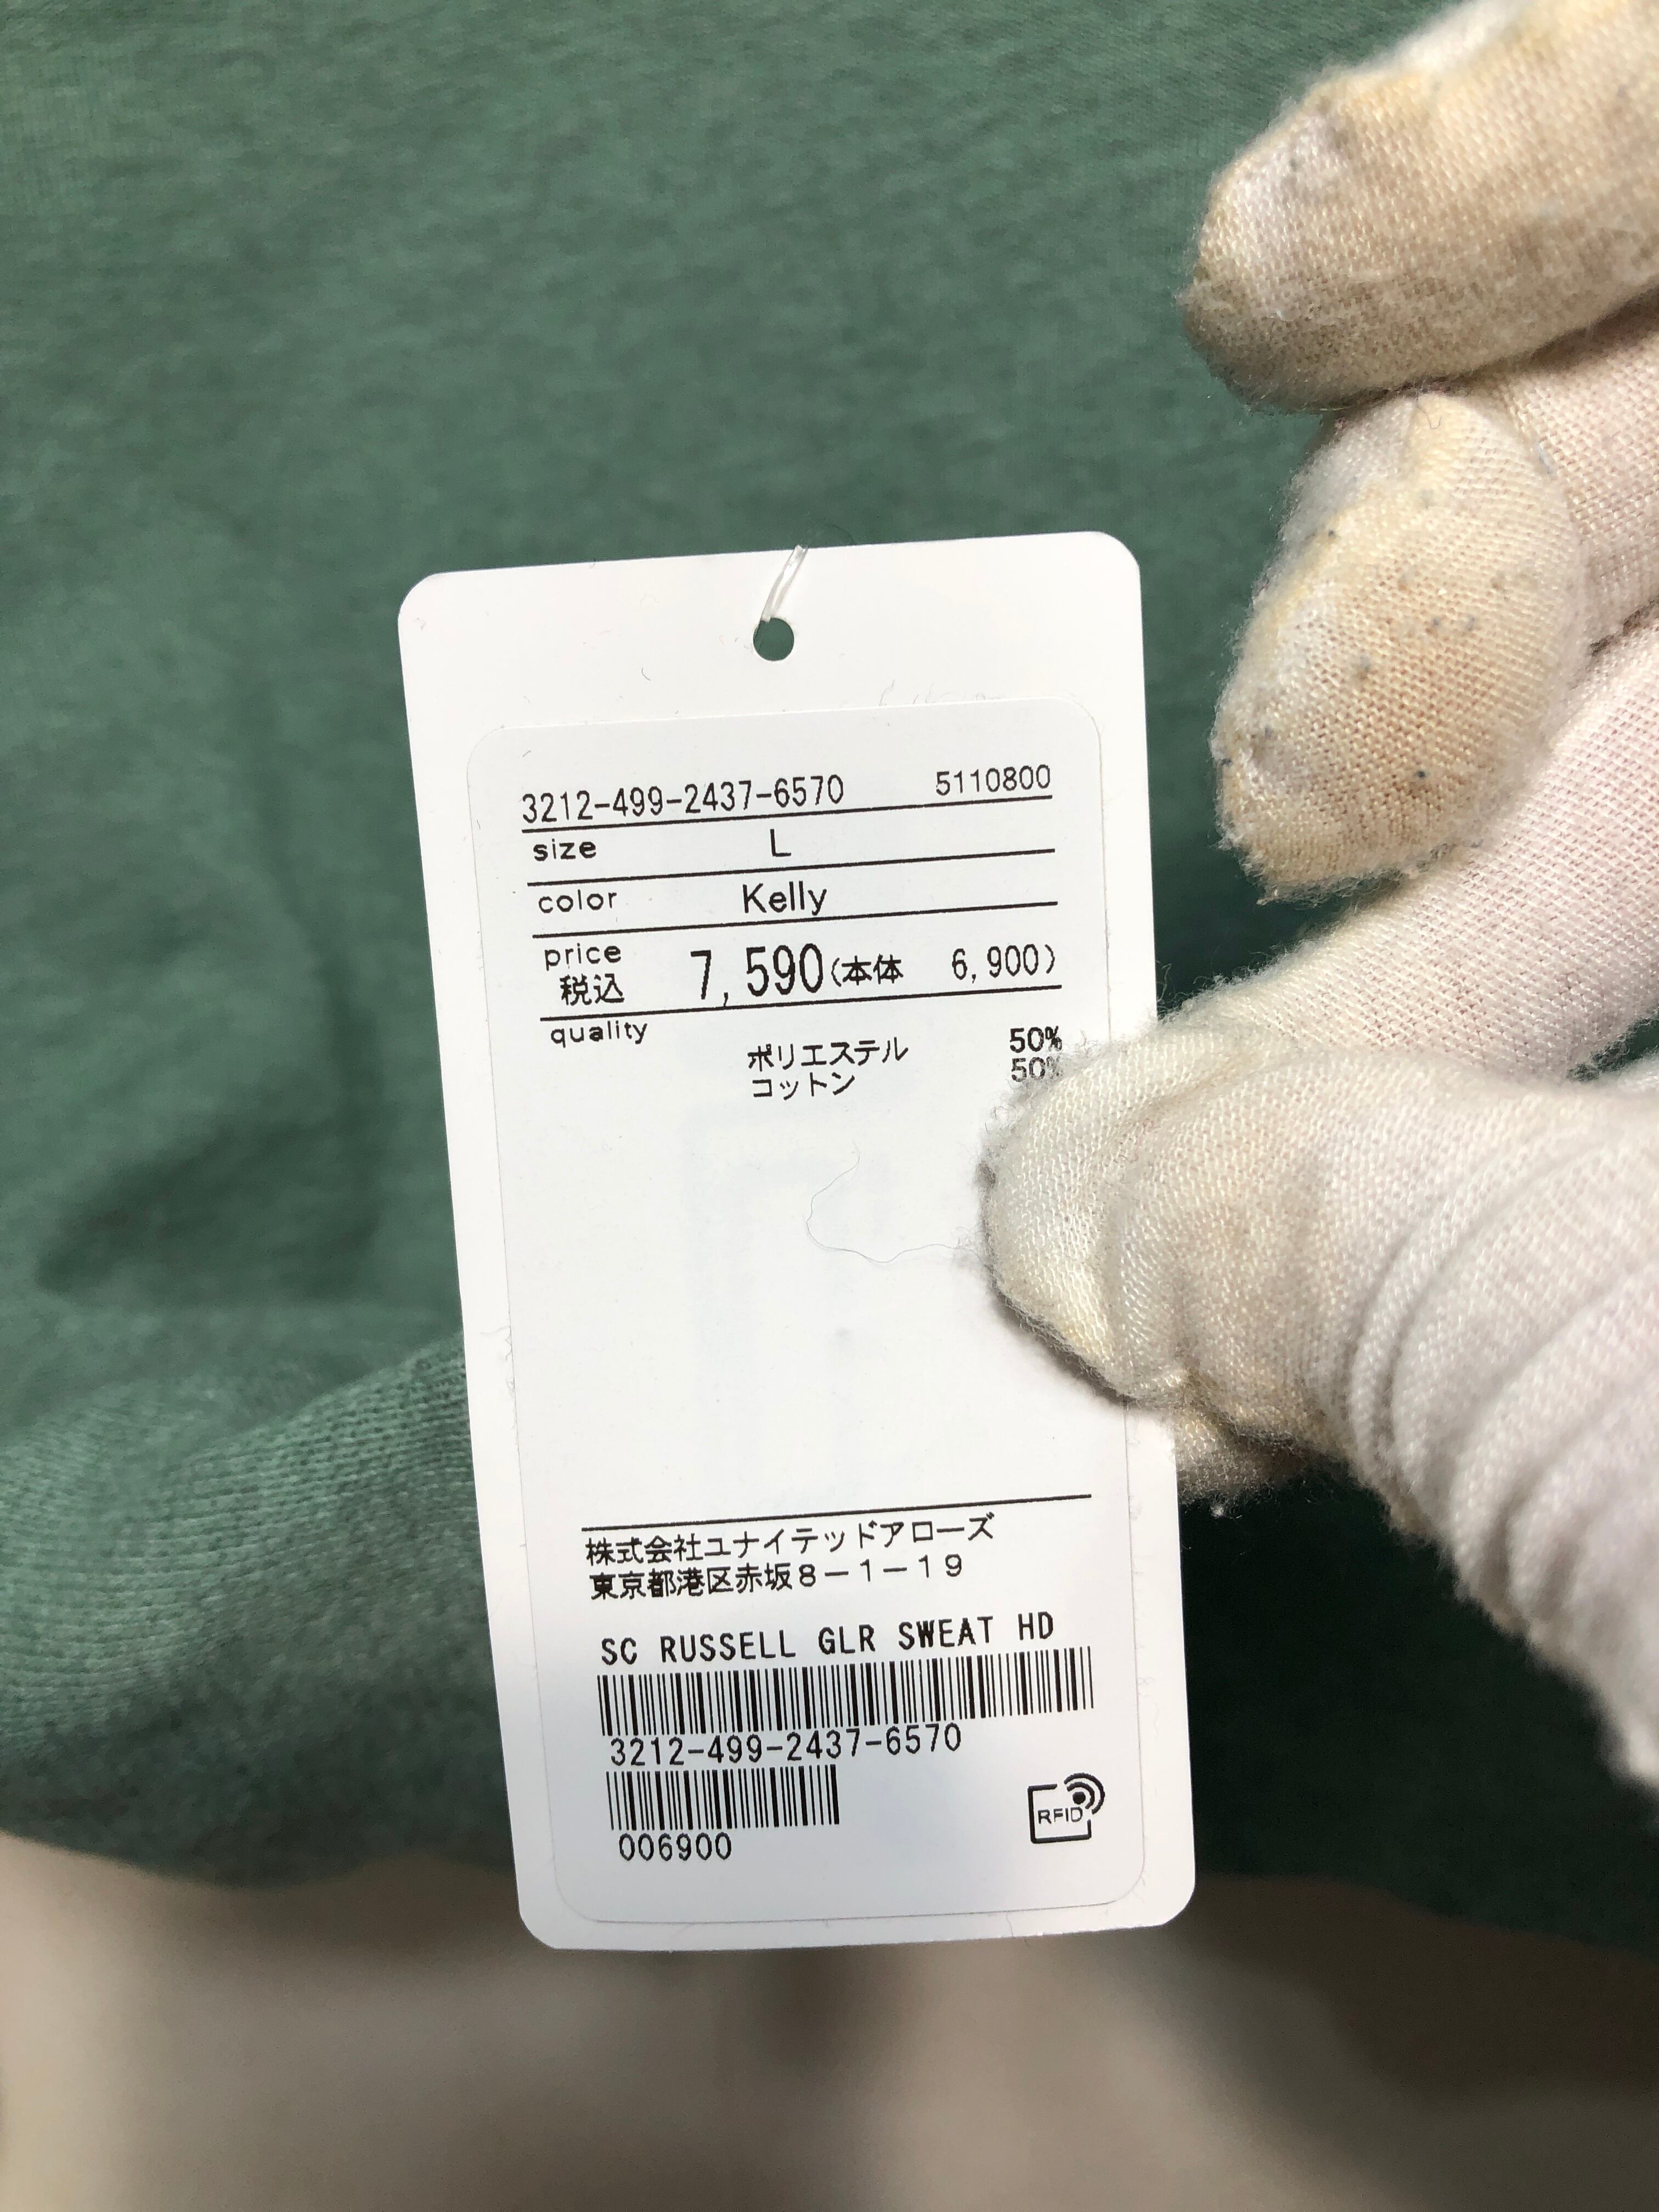 3212-499-2437-6570 5110800
size L
color Kelly
price
税込 7,590(本体 6,900)
quality
ポリエステル 50%
コットン 50%
株式会社ユナイテッドアローズ
東京都港区赤坂8-1-19
SC RUSSELL GLR SWEAT HD
3212-499-2437-6570
006900
RFID